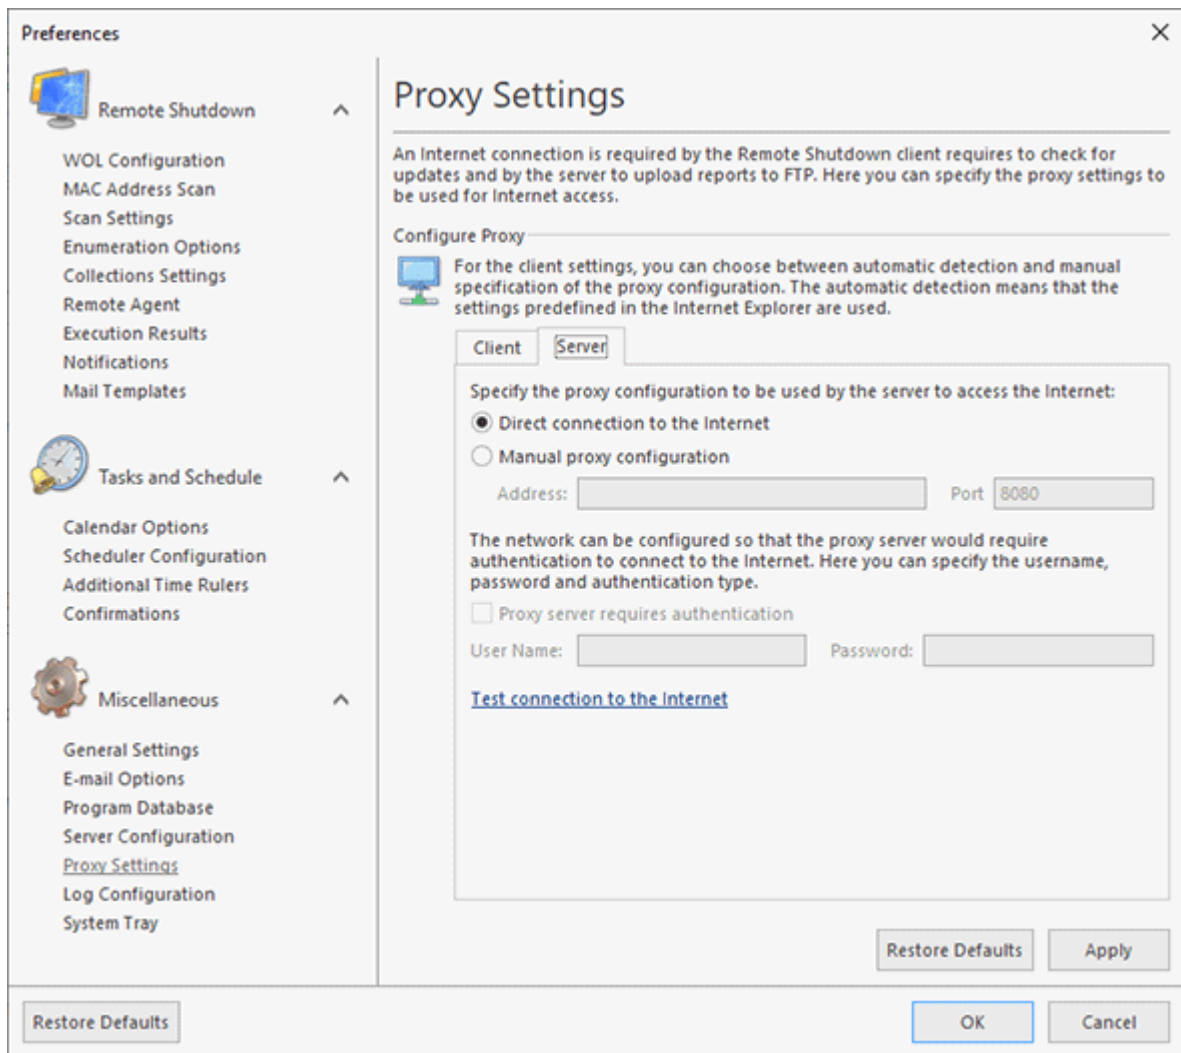 Preferences
Remote Shutdown
WOL Configuration
MAC Address Scan
Scan Settings
Enumeration Options
Collections Settings
Remote Agent
Execution Results
Notifications
Mail Templates
Tasks and Schedule
Calendar Options
Scheduler Configuration
Additional Time Rulers
Confirmations
Miscellaneous
General Settings
E-mail Options
Program Database
Server Configuration
Proxy Settings
Log Configuration
System Tray
Proxy Settings
An Internet connection is required by the Remote Shutdown client requires to check for
updates and by the server to upload reports to FTP. Here you can specify the proxy settings to
be used for Internet access.
Configure Proxy
For the client settings, you can choose between automatic detection and manual
specification of the proxy configuration. The automatic detection means that the
settings predefined in the Internet Explorer are used.
Client Server
Specify the proxy configuration to be used by the server to access the Internet:
Direct connection to the Internet
Manual proxy configuration
Address: Port 8080
The network can be configured so that the proxy server would require
authentication to connect to the Internet. Here you can specify the username,
password and authentication type.
Proxy server requires authentication
User Name: Password:
Test connection to the Internet
Restore Defaults Apply
Restore Defaults OK Cancel